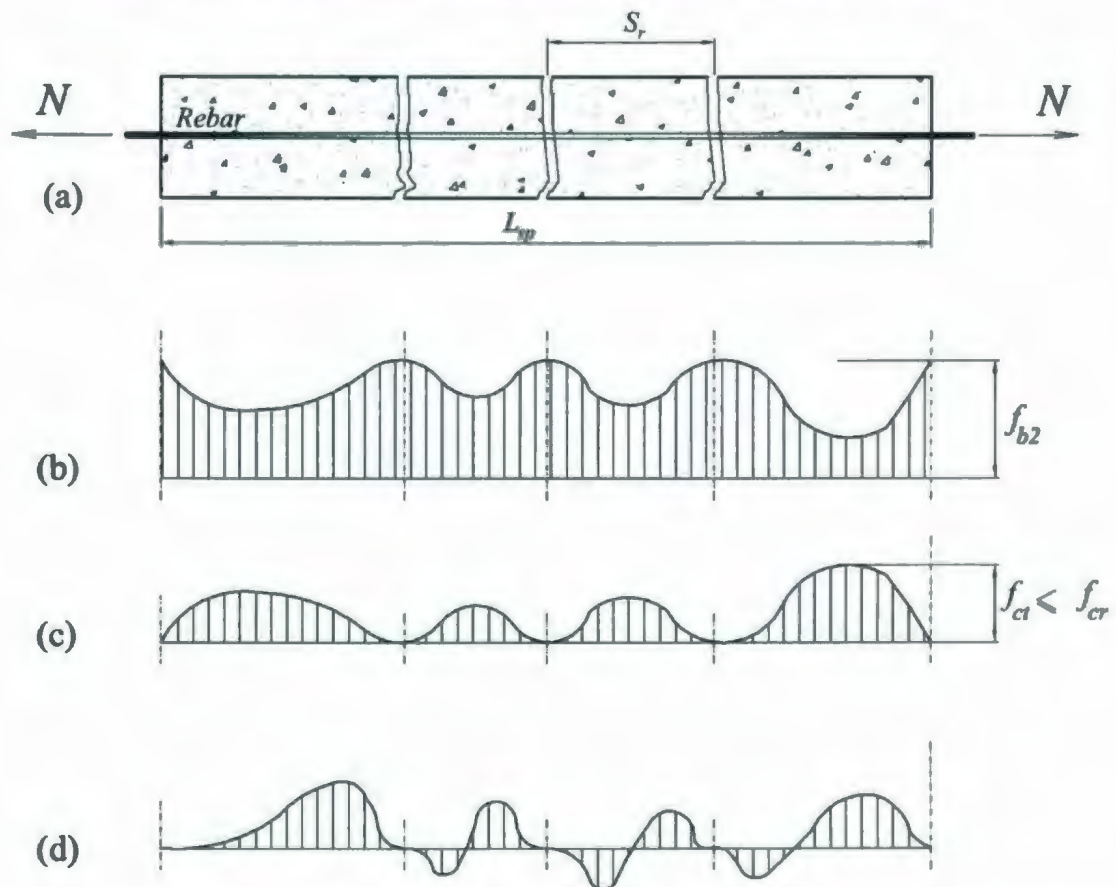 S_r
N
N
Rebar
(a)
L_sp
(b)
f_b2
(c)
f_ct ≤ f_cr
(d)